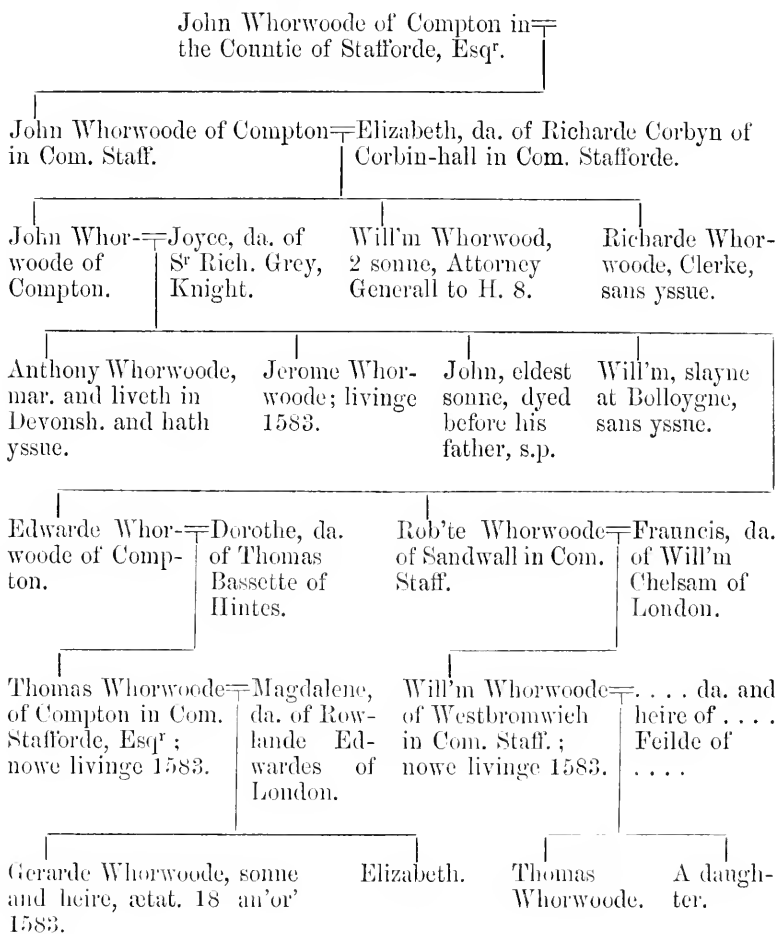 John Whorwoode of Compton in
the Countie of Stafforde, Esqʳ.
John Whorwoode of Compton
in Com. Staff.
Elizabeth, da. of Richarde Corbyn of
Corbin-hall in Com. Stafforde.
John Whor-
woode of
Compton.
Joyce, da. of
Sʳ Rich. Grey,
Knight.
Will'm Whorwood,
2 sonne, Attorney
Generall to H. 8.
Richarde Whor-
woode, Clerke,
sans yssue.
Anthony Whorwoode,
mar. and liveth in
Devonsh. and hath
yssue.
Jerome Whor-
woode; livinge
1583.
John, eldest
sonne, dyed
before his
father, s.p.
Will'm, slayne
at Bolloygne,
sans yssue.
Edwarde Whor-
woode of Comp-
ton.
Dorothe, da.
of Thomas
Bassette of
Hintes.
Rob'te Whorwoode
of Sandwall in Com.
Staff.
Frauncis, da.
of Will'm
Chelsam of
London.
Thomas Whorwoode
of Compton in Com.
Stafforde, Esqʳ;
nowe livinge 1583.
Magdalene,
da. of Row-
lande Ed-
wardes of
London.
Will'm Whorwoode
of Westbromwich
in Com. Staff.;
nowe livinge 1583.
. . . . da. and
heire of . . . .
Feilde of
. . . .
Gerarde Whorwoode, sonne
and heire, ætat. 18 an'or'
1583.
Elizabeth.
Thomas
Whorwoode.
A daugh-
ter.